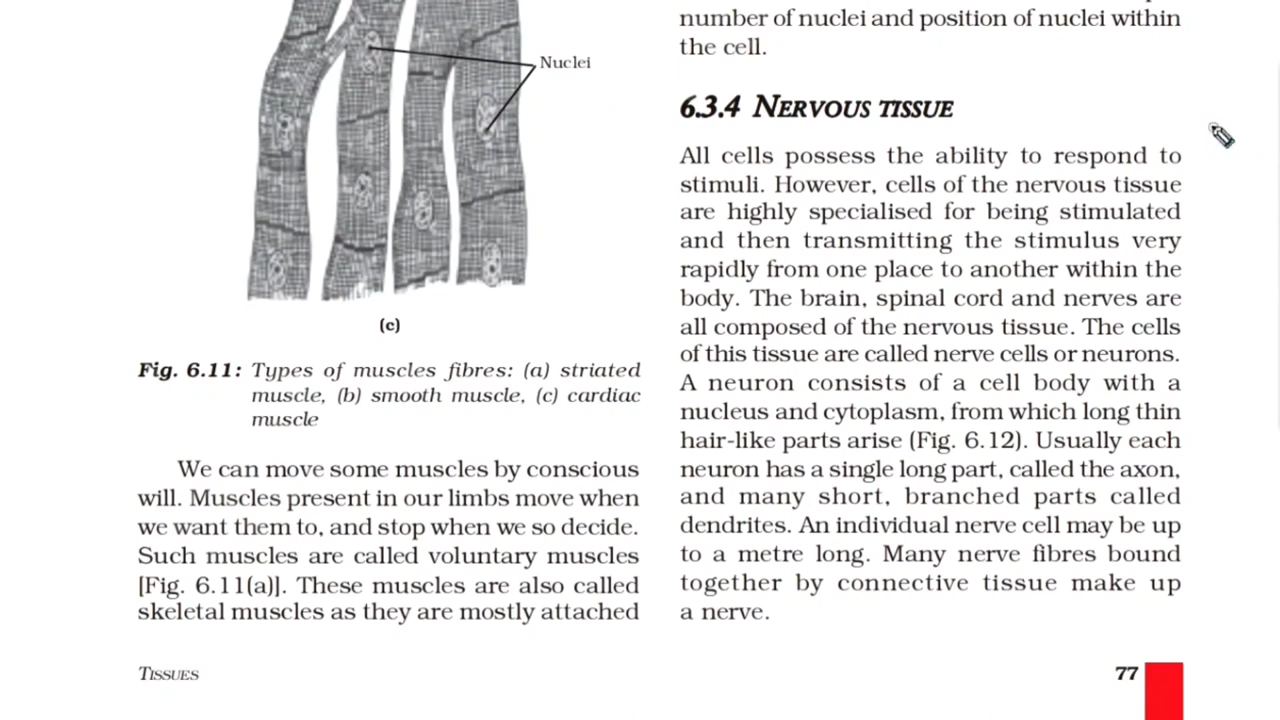 Nuclei
(c)
Fig. 6.11: Types of muscles fibres: (a) striated
muscle, (b) smooth muscle, (c) cardiac
muscle
We can move some muscles by conscious
will. Muscles present in our limbs move when
we want them to, and stop when we so decide.
Such muscles are called voluntary muscles
[Fig. 6.11(a)]. These muscles are also called
skeletal muscles as they are mostly attached
number of nuclei and position of nuclei within
the cell.
6.3.4 NERVOUS TISSUE
All cells possess the ability to respond to
stimuli. However, cells of the nervous tissue
are highly specialised for being stimulated
and then transmitting the stimulus very
rapidly from one place to another within the
body. The brain, spinal cord and nerves are
all composed of the nervous tissue. The cells
of this tissue are called nerve cells or neurons.
A neuron consists of a cell body with a
nucleus and cytoplasm, from which long thin
hair-like parts arise (Fig. 6.12). Usually each
neuron has a single long part, called the axon,
and many short, branched parts called
dendrites. An individual nerve cell may be up
to a metre long. Many nerve fibres bound
together by connective tissue make up
a nerve.
TISSUES
77